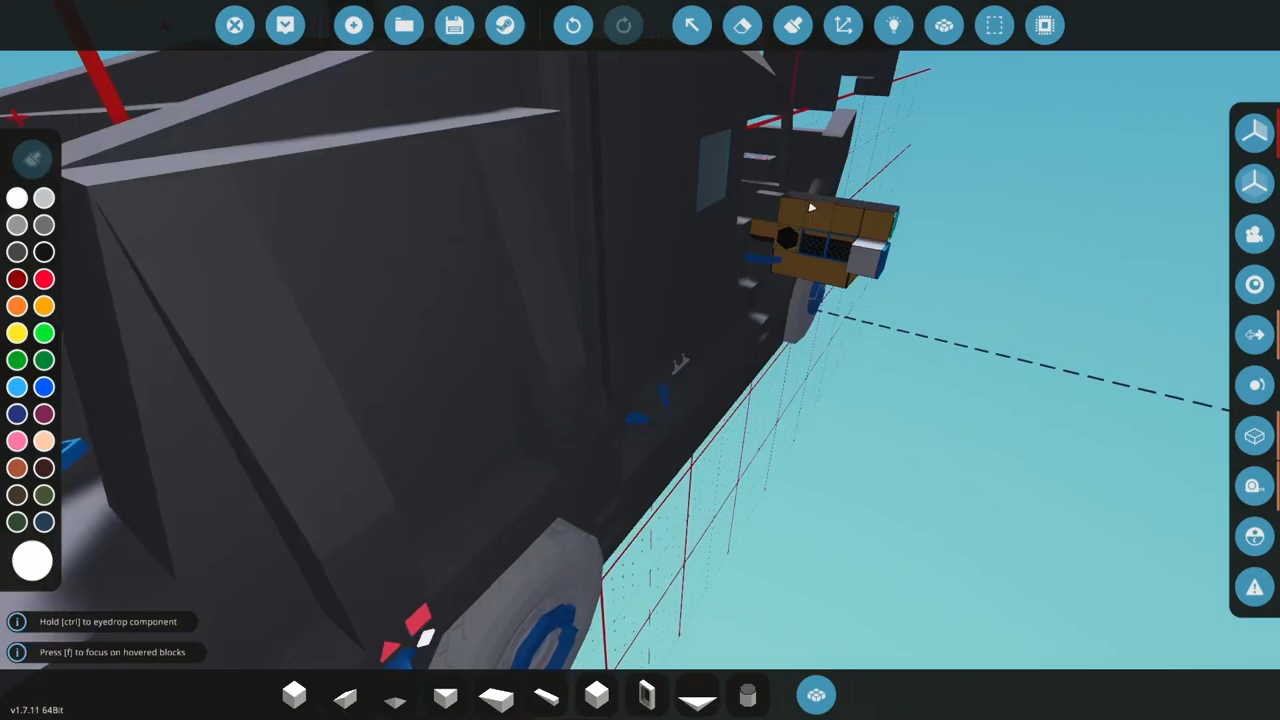 Hold [ctrl] to eyedrop component
Press [f] to focus on hovered blocks
v1.7.11 64Bit